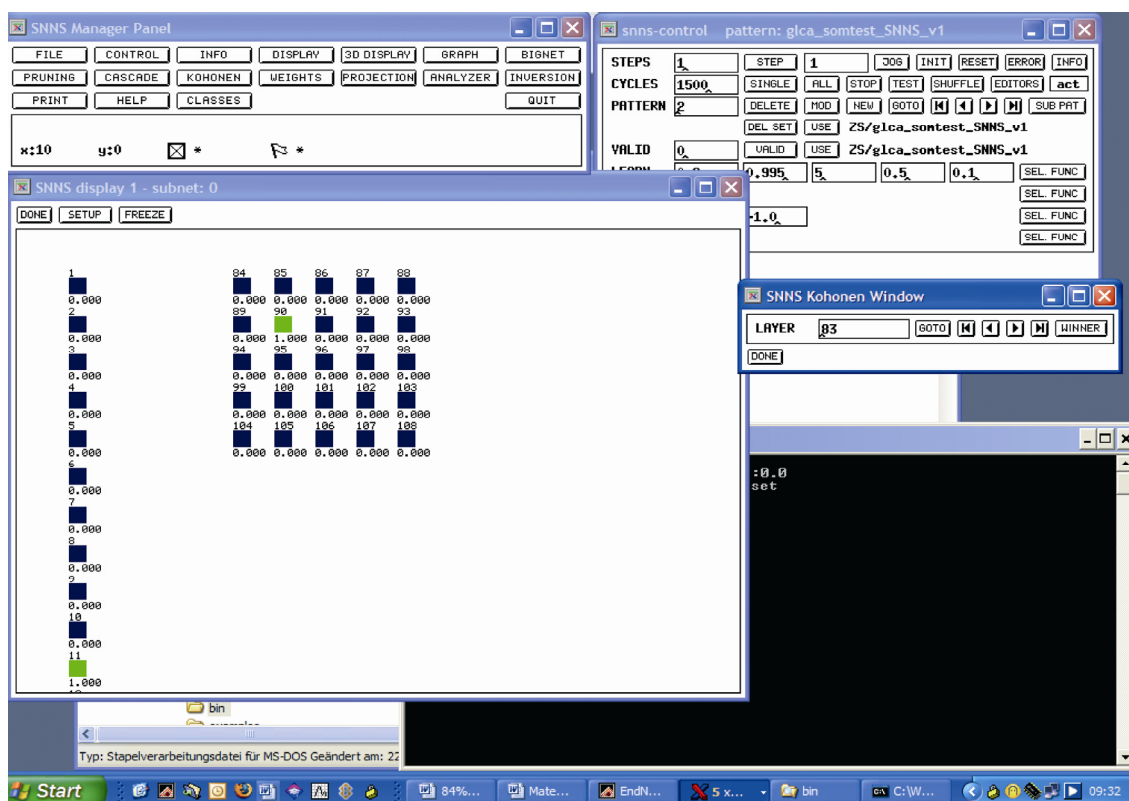 SNNS Manager Panel
FILE CONTROL INFO DISPLAY 3D DISPLAY GRAPH BIGNET
PRUNING CASCADE KOHONEN WEIGHTS PROJECTION ANALYZER INVERSION
PRINT HELP CLASSES QUIT
x:10 y:0 * *
snns-control pattern: glca_somtest_SNNS_v1
STEPS 1 STEP 1 JOG INIT RESET ERROR INFO
CYCLES 1500 SINGLE ALL STOP TEST SHUFFLE EDITORS act
PATTERN 2 DELETE MOD NEW GOTO SUB PAT
DEL SET USE ZS/glca_somtest_SNNS_v1
VALID 0 VALID USE ZS/glca_somtest_SNNS_v1
0.995 5 0.5 0.1 SEL. FUNC
SEL. FUNC
-1.0 SEL. FUNC
SEL. FUNC
SNNS display 1 - subnet: 0
DONE SETUP FREEZE
1 84 85 86 87 88
0.000 0.000 0.000 0.000 0.000 0.000
2 89 90 91 92 93
0.000 0.000 1.000 0.000 0.000 0.000
3 94 95 96 97 98
0.000 0.000 0.000 0.000 0.000 0.000
4 99 100 101 102 103
0.000 0.000 0.000 0.000 0.000 0.000
5 104 105 106 107 108
0.000 0.000 0.000 0.000 0.000 0.000
6
0.000
7
0.000
8
0.000
9
0.000
10
0.000
11
1.000
SNNS Kohonen Window
LAYER 83 GOTO WINNER
DONE
:0.0
set
bin
Typ: Stapelverarbeitungsdatei für MS-DOS Geändert am: 22
Start 84%... Mate... EndN... 5 x... bin C:\W... 09:32